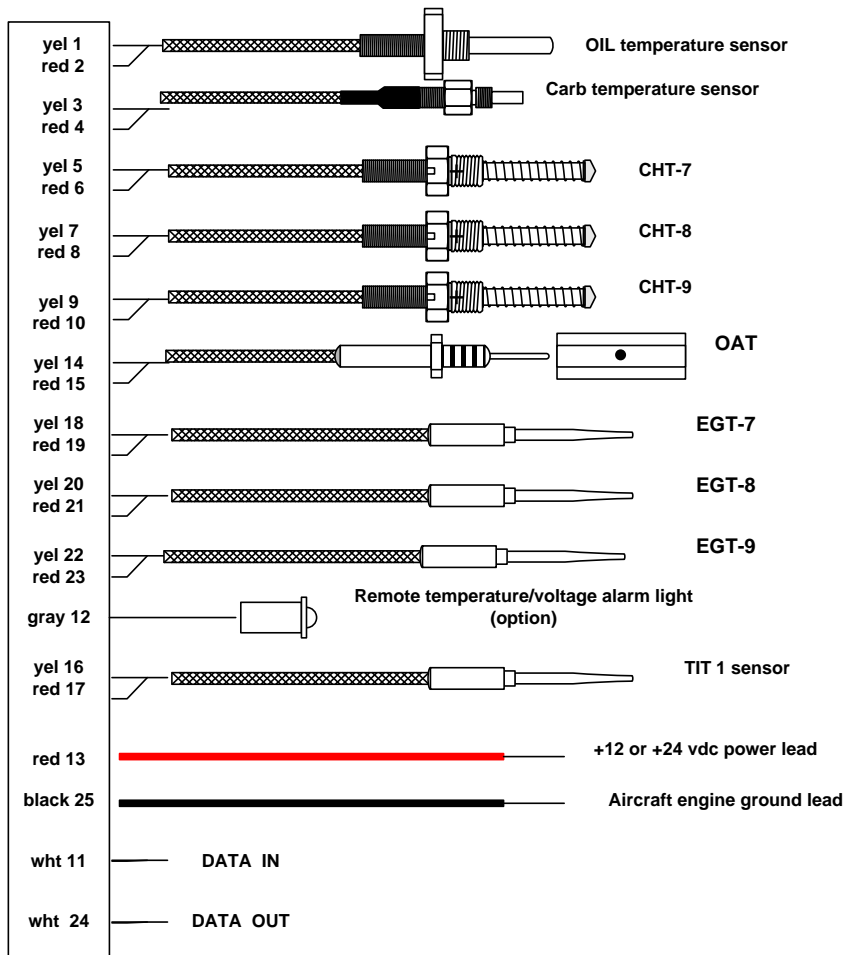 yel 1
red 2
OIL temperature sensor
yel 3
red 4
Carb temperature sensor
yel 5
red 6
CHT-7
yel 7
red 8
CHT-8
yel 9
red 10
CHT-9
yel 14
red 15
OAT
yel 18
red 19
EGT-7
yel 20
red 21
EGT-8
yel 22
red 23
EGT-9
gray 12
Remote temperature/voltage alarm light
(option)
yel 16
red 17
TIT 1 sensor
red 13
+12 or +24 vdc power lead
black 25
Aircraft engine ground lead
wht 11
DATA IN
wht 24
DATA OUT